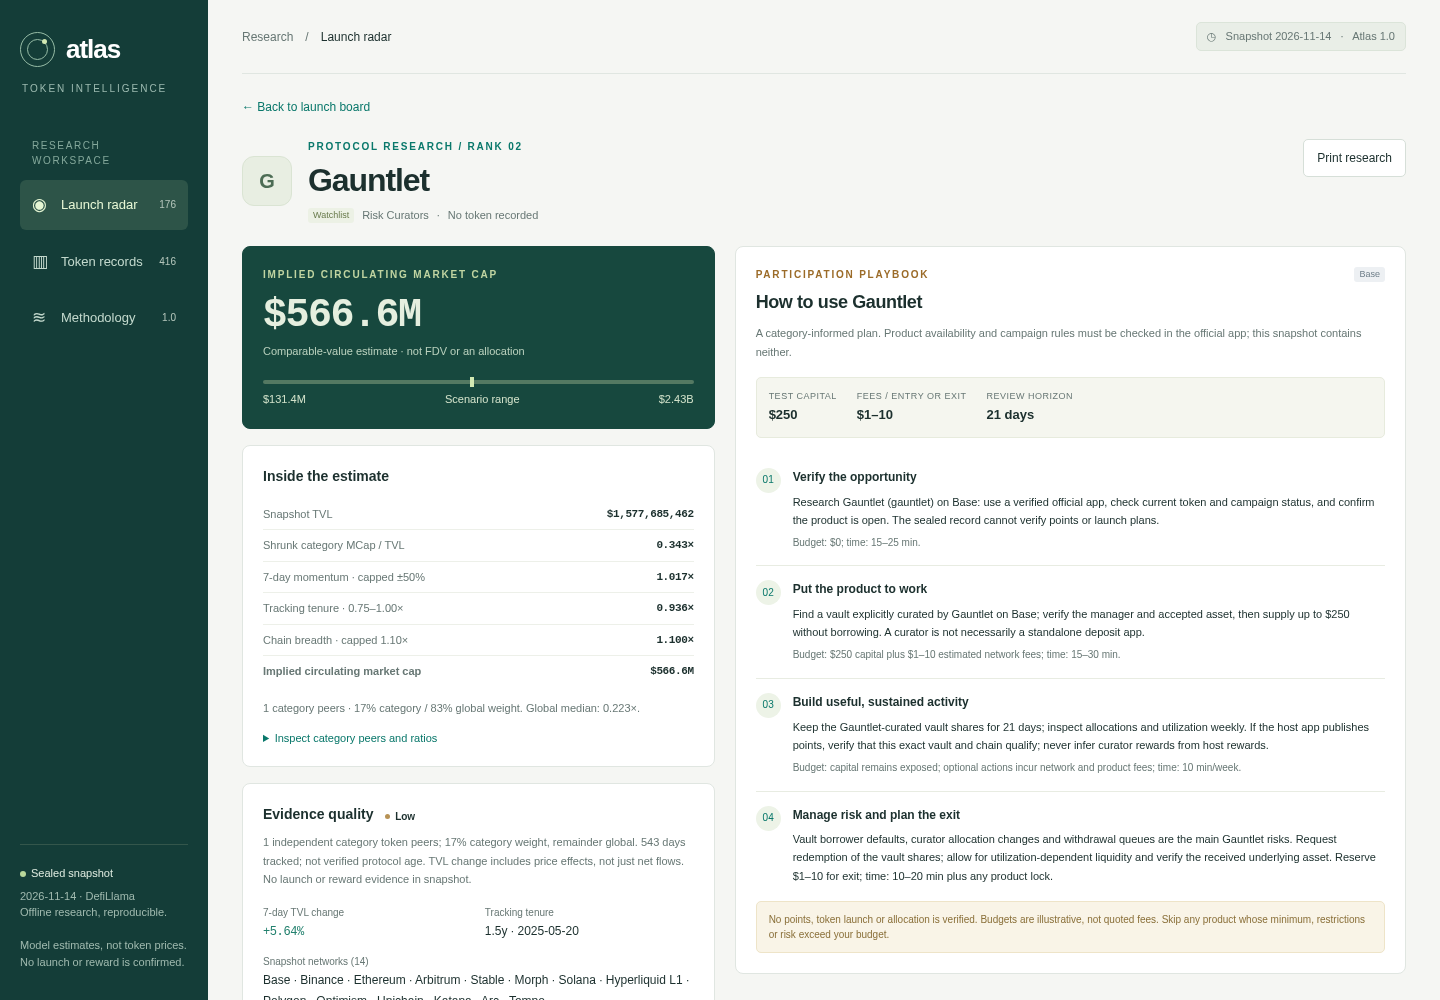 atlas
TOKEN INTELLIGENCE
RESEARCH
WORKSPACE
Launch radar 176
Token records 416
Methodology 1.0
Sealed snapshot
2026-11-14 · DefiLlama
Offline research, reproducible.
Model estimates, not token prices.
No launch or reward is confirmed.
Research / Launch radar
Snapshot 2026-11-14 · Atlas 1.0
← Back to launch board
G
PROTOCOL RESEARCH / RANK 02
Gauntlet
Watchlist Risk Curators · No token recorded
Print research
IMPLIED CIRCULATING MARKET CAP
$566.6M
Comparable-value estimate · not FDV or an allocation
$131.4M Scenario range $2.43B
Inside the estimate
Snapshot TVL $1,577,685,462
Shrunk category MCap / TVL 0.343×
7-day momentum · capped ±50% 1.017×
Tracking tenure · 0.75–1.00× 0.936×
Chain breadth · capped 1.10× 1.100×
Implied circulating market cap $566.6M
1 category peers · 17% category / 83% global weight. Global median: 0.223×.
▶ Inspect category peers and ratios
Evidence quality Low
1 independent category token peers; 17% category weight, remainder global. 543 days
tracked; not verified protocol age. TVL change includes price effects, not just net flows.
No launch or reward evidence in snapshot.
7-day TVL change Tracking tenure
+5.64% 1.5y · 2025-05-20
Snapshot networks (14)
Base · Binance · Ethereum · Arbitrum · Stable · Morph · Solana · Hyperliquid L1 ·
Polygon · Optimism · Unichain · Katana · Arc · Tempo
PARTICIPATION PLAYBOOK
Base
How to use Gauntlet
A category-informed plan. Product availability and campaign rules must be checked in the official app; this snapshot contains
neither.
TEST CAPITAL FEES / ENTRY OR EXIT REVIEW HORIZON
$250 $1–10 21 days
01 Verify the opportunity
Research Gauntlet (gauntlet) on Base: use a verified official app, check current token and campaign status, and confirm
the product is open. The sealed record cannot verify points or launch plans.
Budget: $0; time: 15–25 min.
02 Put the product to work
Find a vault explicitly curated by Gauntlet on Base; verify the manager and accepted asset, then supply up to $250
without borrowing. A curator is not necessarily a standalone deposit app.
Budget: $250 capital plus $1–10 estimated network fees; time: 15–30 min.
03 Build useful, sustained activity
Keep the Gauntlet-curated vault shares for 21 days; inspect allocations and utilization weekly. If the host app publishes
points, verify that this exact vault and chain qualify; never infer curator rewards from host rewards.
Budget: capital remains exposed; optional actions incur network and product fees; time: 10 min/week.
04 Manage risk and plan the exit
Vault borrower defaults, curator allocation changes and withdrawal queues are the main Gauntlet risks. Request
redemption of the vault shares; allow for utilization-dependent liquidity and verify the received underlying asset. Reserve
$1–10 for exit; time: 10–20 min plus any product lock.
No points, token launch or allocation is verified. Budgets are illustrative, not quoted fees. Skip any product whose minimum, restrictions
or risk exceed your budget.